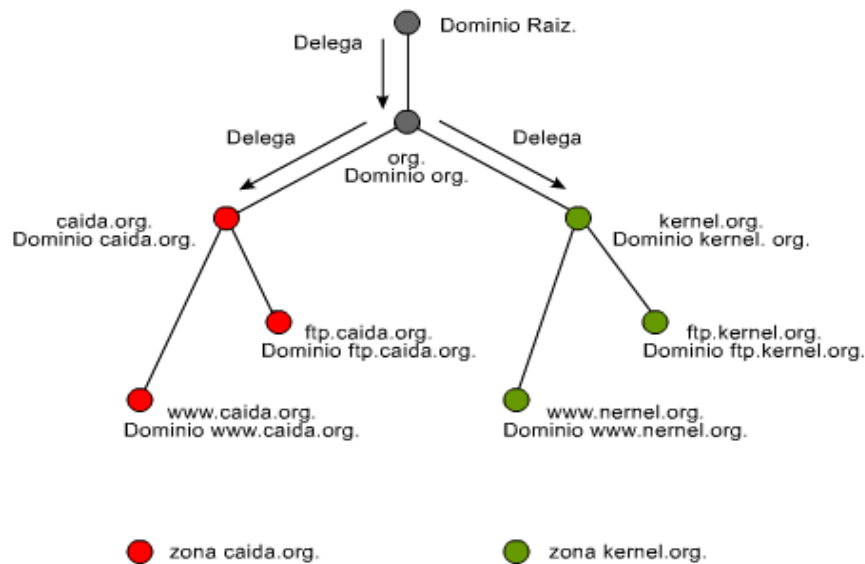 Dominio Raiz.
Delega
Delega
Delega
org.
Dominio org.
caida.org.
Dominio caida.org.
kernel.org.
Dominio kernel. org.
ftp.caida.org.
Dominio ftp.caida.org.
ftp.kernel.org.
Dominio ftp.kernel.org.
www.caida.org.
Dominio www.caida.org.
www.nernel.org.
Dominio www.nernel.org.
zona caida.org.
zona kernel.org.